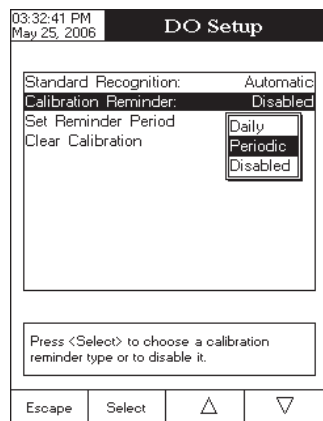 03:32:41 PM
May 25, 2006
DO Setup
Standard Recognition: Automatic
Calibration Reminder: Disabled
Set Reminder Period
Clear Calibration
Daily
Periodic
Disabled
Press <Select> to choose a calibration
reminder type or to disable it.
Escape Select △ ▽